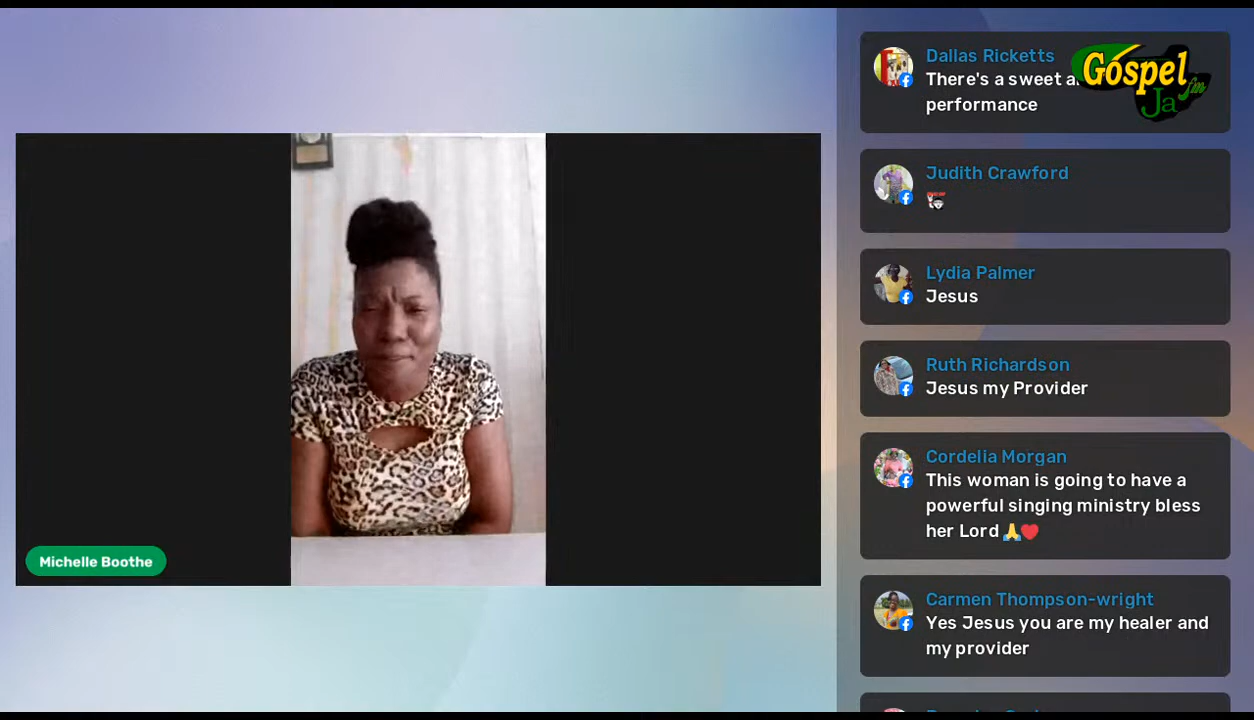 Michelle Boothe
Dallas Ricketts
There's a sweet
performance
Gospel fm
Ja
Judith Crawford
Lydia Palmer
Jesus
Ruth Richardson
Jesus my Provider
Cordelia Morgan
This woman is going to have a
powerful singing ministry bless
her Lord 🙏❤️
Carmen Thompson-wright
Yes Jesus you are my healer and
my provider